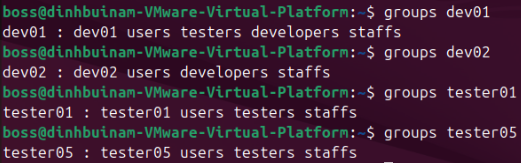 boss@dinhbuinam-VMware-Virtual-Platform:~$ groups dev01
dev01 : dev01 users testers developers staffs
boss@dinhbuinam-VMware-Virtual-Platform:~$ groups dev02
dev02 : dev02 users developers staffs
boss@dinhbuinam-VMware-Virtual-Platform:~$ groups tester01
tester01 : tester01 users testers staffs
boss@dinhbuinam-VMware-Virtual-Platform:~$ groups tester05
tester05 : tester05 users testers staffs